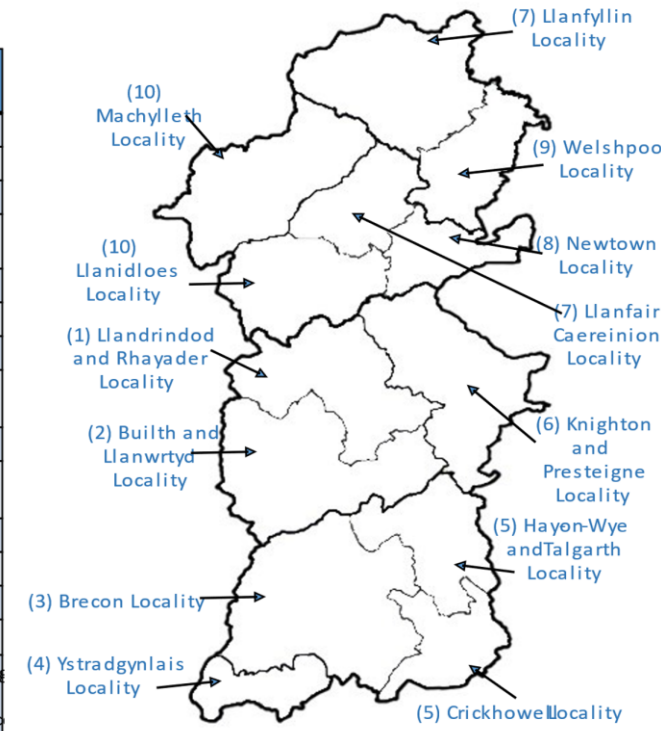 (7) Llanfyllin
Locality
(10)
Machylleth
Locality
(9) Welshpoo
Locality
(10)
Llanidloes
Locality
(8) Newtown
Locality
(7) Llanfair
Caereinion
Locality
(1) Llandrindod
and Rhayader
Locality
(2) Builth and
Llanwrtyd
Locality
(6) Knighton
and
Presteigne
Locality
(5) Hayon-Wye
andTalgarth
Locality
(3) Brecon Locality
(4) Ystradgynlais
Locality
(5) CrickhowellLocality